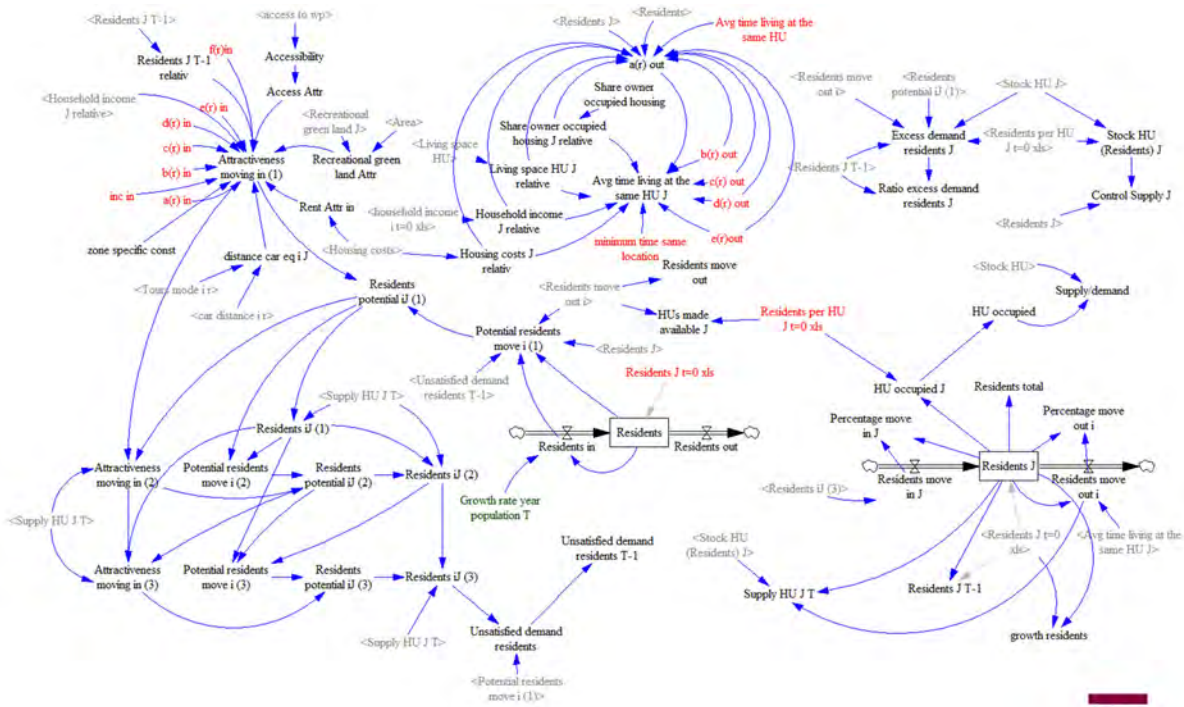 <Residents J T-1>
<access to wp>
f(r)in
Residents J T-1
relativ
Accessibility
<Household income
J relative>
Access Attr
e(r) in
d(r) in
c(r) in
b(r) in
inc in
a(r) in
Attractiveness
moving in (1)
<Recreational
green land J>
<Area>
Recreational green
land Attr
Rent Attr in
zone specific const
distance car eq i J
<Housing costs>
<Tours mode i r>
<car distance i r>
<Residents J>
<Residents>
Avg time living at the
same HU
a(r) out
Share owner
occupied housing
Share owner occupied
housing J relative
<Living space
HU>
Living space HU J
relative
<household income
i t=0 xls>
Household income
J relative
Housing costs J
relativ
Avg time living at the
same HU J
b(r) out
c(r) out
d(r) out
e(r)out
minimum time same
location
<Residents move
out i>
<Residents
potential iJ (1)>
<Stock HU J>
Excess demand
residents J
<Residents per HU
J t=0 xls>
Stock HU
(Residents) J
<Residents J T-1>
Ratio excess demand
residents J
Control Supply J
<Residents J>
Residents
potential iJ (1)
Residents move
out
<Residents move
out i>
HUs made
available J
Residents per HU
J t=0 xls
<Stock HU>
Supply/demand
HU occupied
Potential residents
move i (1)
<Residents J>
<Unsatisfied demand
residents T-1>
Residents J t=0 xls
HU occupied J
Residents total
<Supply HU J T>
Residents iJ (1)
Residents in
Residents
Residents out
Percentage move
in J
Percentage move
out i
Attractiveness
moving in (2)
Potential residents
move i (2)
Residents
potential iJ (2)
Residents iJ (2)
Residents move
in J
Residents J
Residents move
out i
Growth rate year
population T
<Residents iJ (3)>
<Supply HU J T>
<Residents J t=0
xls>
<Avg time living at the
same HU J>
<Stock HU
(Residents) J>
Unsatisfied demand
residents T-1
Attractiveness
moving in (3)
Potential residents
move i (3)
Residents
potential iJ (3)
Residents iJ (3)
Supply HU J T
Residents J T-1
<Supply HU J T>
Unsatisfied demand
residents
growth residents
<Potential residents
move i (1)>